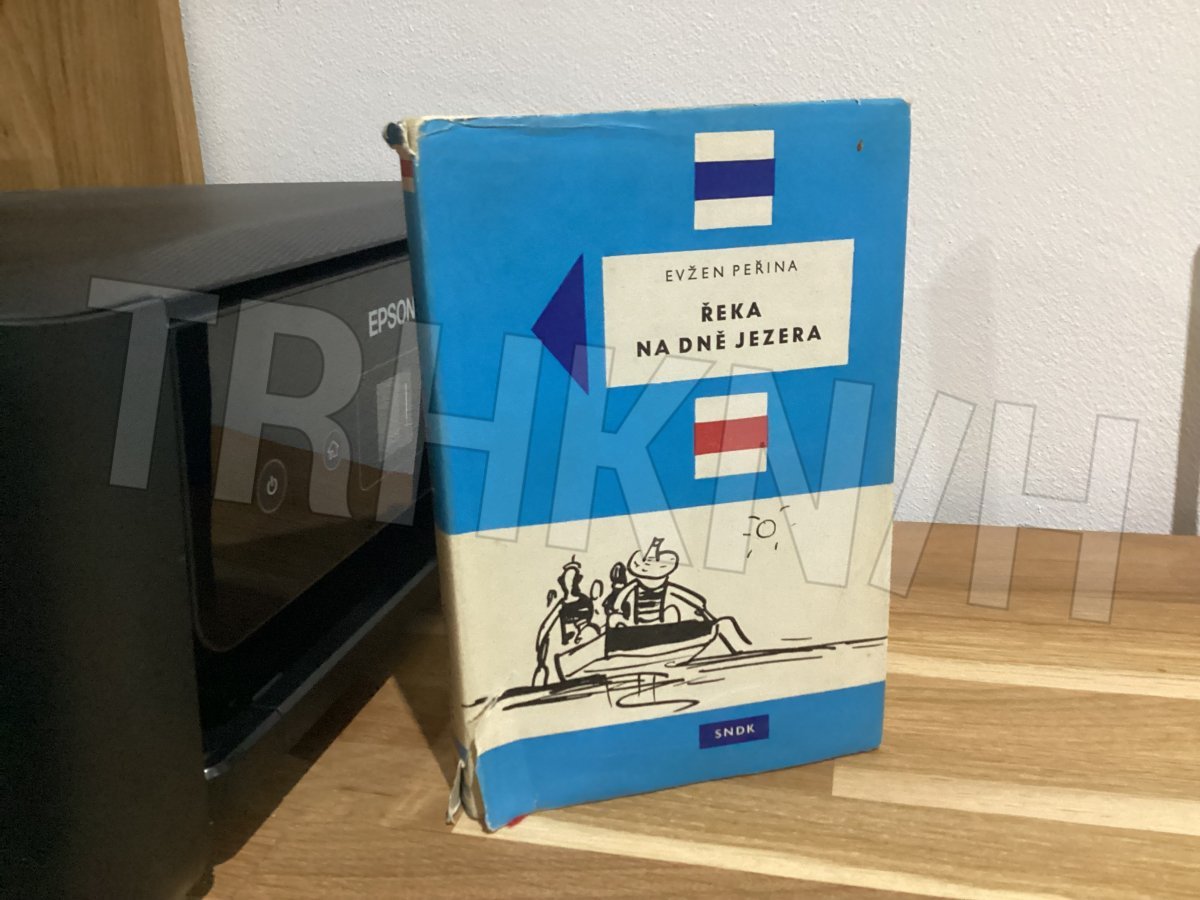 EPSON
EVŽEN PEŘINA
ŘEKA
NA DNĚ JEZERA
SNDK
TRHKNIH